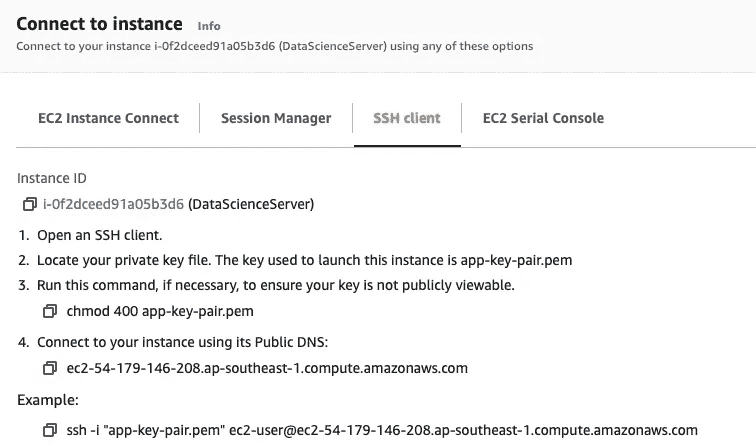 Connect to instance Info
Connect to your instance i-0f2dceed91a05b3d6 (DataScienceServer) using any of these options
EC2 Instance Connect Session Manager SSH client EC2 Serial Console
Instance ID
i-0f2dceed91a05b3d6 (DataScienceServer)
1. Open an SSH client.
2. Locate your private key file. The key used to launch this instance is app-key-pair.pem
3. Run this command, if necessary, to ensure your key is not publicly viewable.
chmod 400 app-key-pair.pem
4. Connect to your instance using its Public DNS:
ec2-54-179-146-208.ap-southeast-1.compute.amazonaws.com
Example:
ssh -i "app-key-pair.pem" ec2-user@ec2-54-179-146-208.ap-southeast-1.compute.amazonaws.com